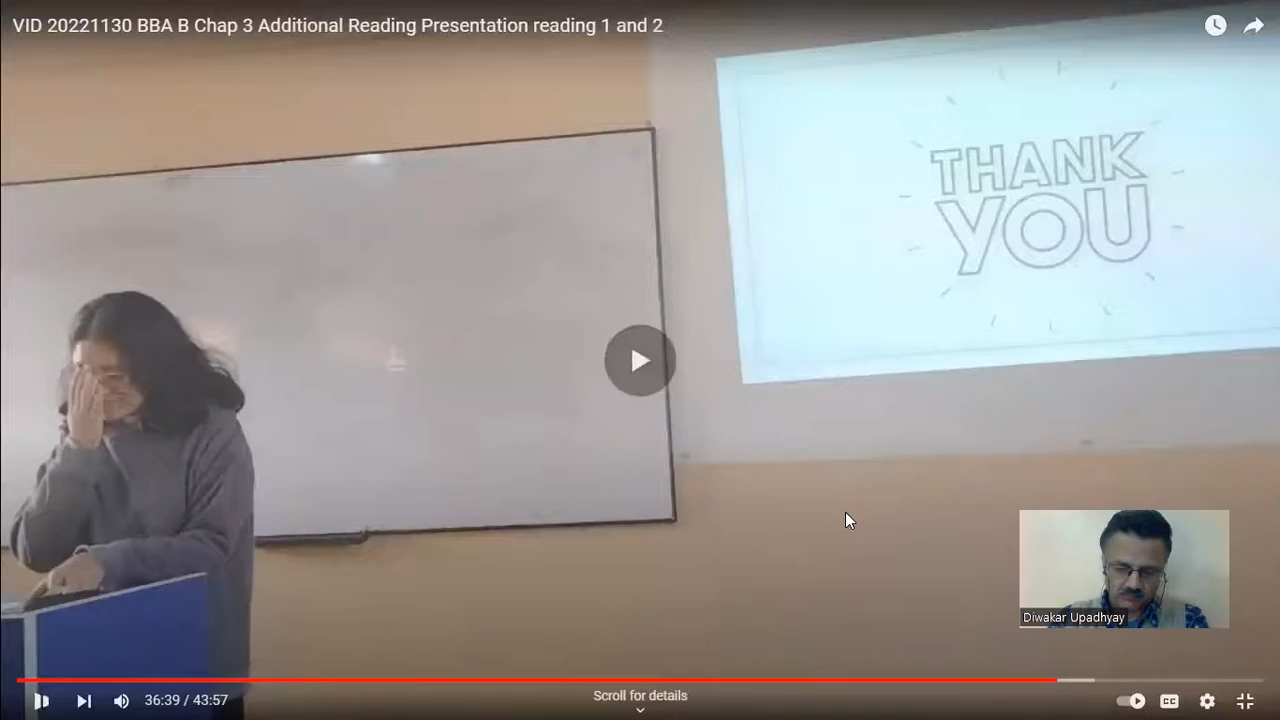 VID 20221130 BBA B Chap 3 Additional Reading Presentation reading 1 and 2
THANK
YOU
Diwakar Upadhyay
36:39 / 43:57
Scroll for details
CC